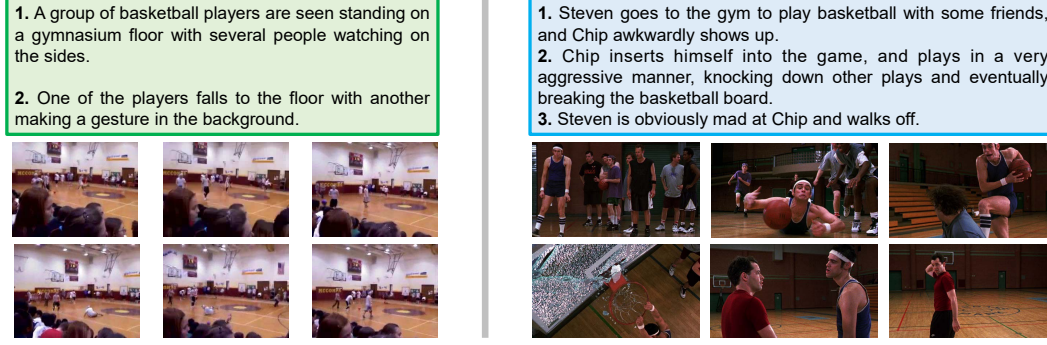 1. A group of basketball players are seen standing on
a gymnasium floor with several people watching on
the sides.
2. One of the players falls to the floor with another
making a gesture in the background.
1. Steven goes to the gym to play basketball with some friends,
and Chip awkwardly shows up.
2. Chip inserts himself into the game, and plays in a very
aggressive manner, knocking down other plays and eventually
breaking the basketball board.
3. Steven is obviously mad at Chip and walks off.